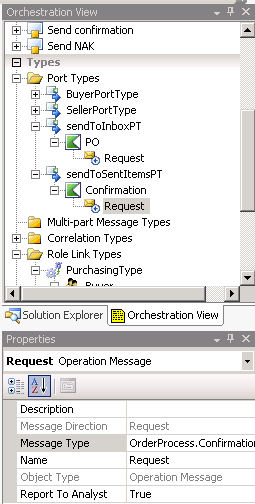 Orchestration View
Send confirmation
Send NAK
Types
Port Types
BuyerPortType
SellerPortType
sendToInboxPT
PO
Request
sendToSentItemsPT
Confirmation
Request
Multi-part Message Types
Correlation Types
Role Link Types
PurchasingType
Buyer
Solution Explorer Orchestration View
Properties
Request Operation Message
Description
Message Direction Request
Message Type OrderProcess.Confirmation
Name Request
Object Type Operation Message
Report To Analyst True